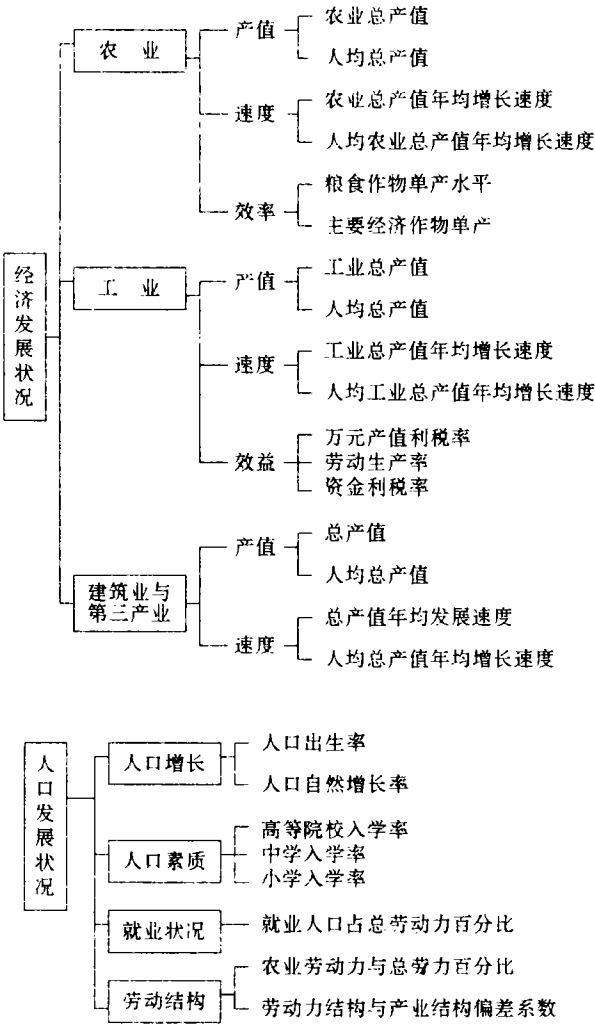 农业总产值
产值
农 业
人均总产值
农业总产值年均增长速度
速度
人均农业总产值年均增长速度
粮食作物单产水平
效率
主要经济作物单产
经济发展状况
工业总产值
产值
工 业
人均总产值
工业总产值年均增长速度
速度
人均工业总产值年均增长速度
万元产值利税率
效益
劳动生产率
资金利税率
总产值
产值
人均总产值
建筑业与
第三产业
总产值年均发展速度
速度
人均总产值年均增长速度
人口发展状况
人口出生率
人口增长
人口自然增长率
高等院校入学率
人口素质
中学入学率
小学入学率
就业状况
就业人口占总劳动力百分比
农业劳动力与总劳力百分比
劳动结构
劳动力结构与产业结构偏差系数